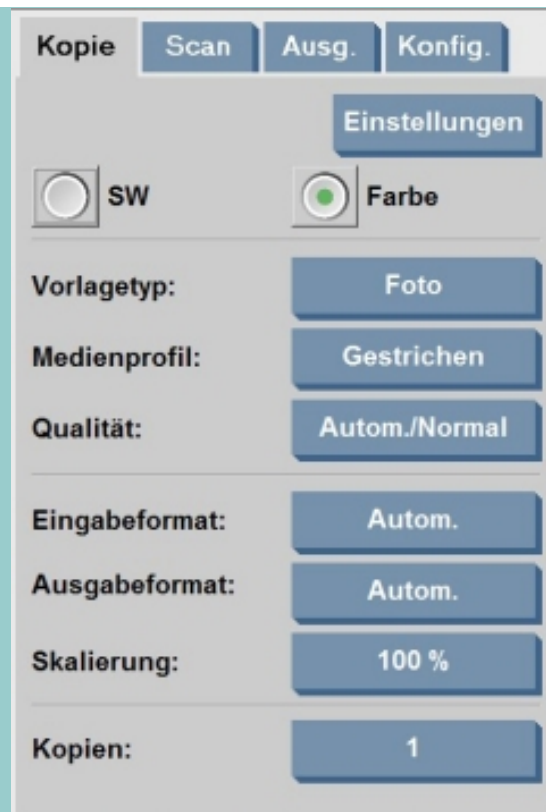 Kopie Scan Ausg. Konfig.
Einstellungen
SW Farbe
Vorlagetyp: Foto
Medienprofil: Gestrichen
Qualität: Autom./Normal
Eingabeformat: Autom.
Ausgabeformat: Autom.
Skalierung: 100 %
Kopien: 1